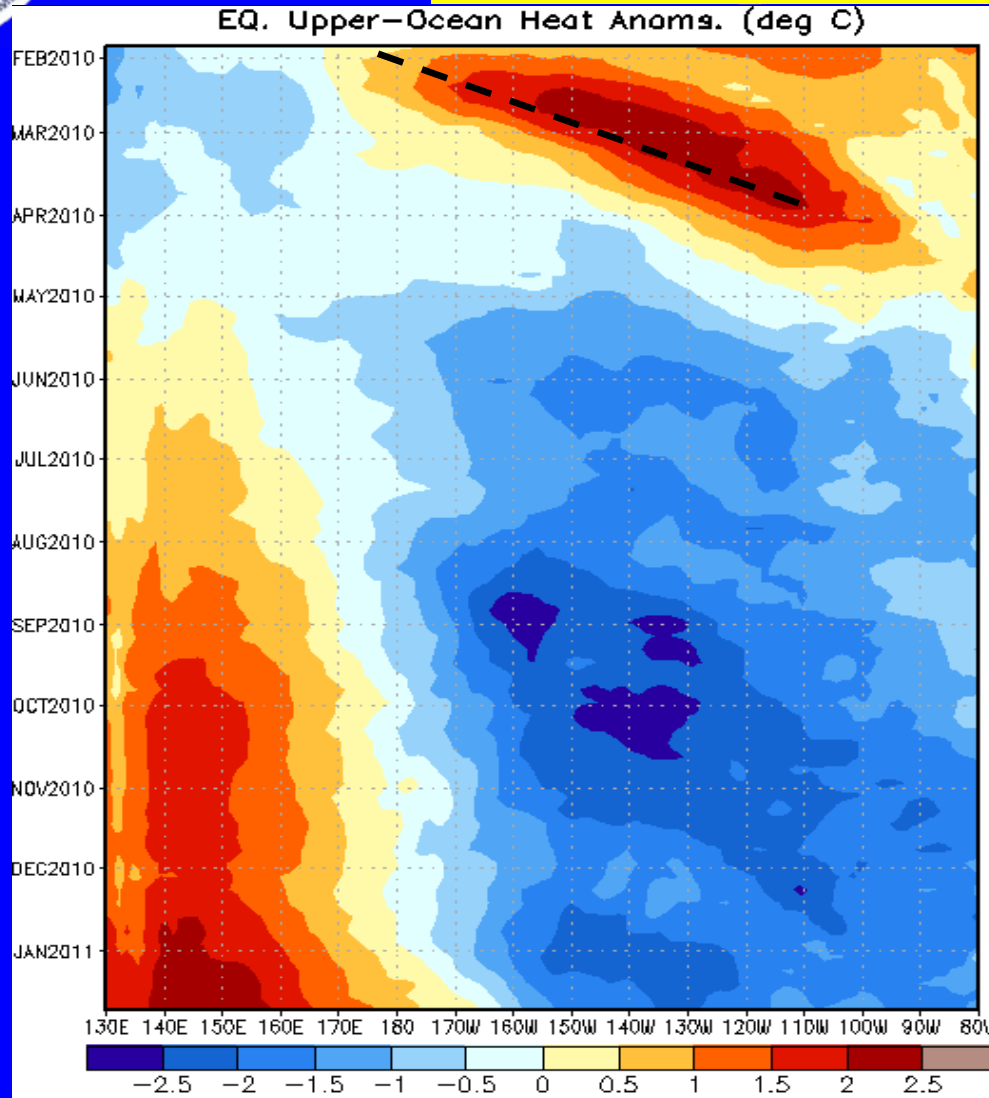 EQ. Upper-Ocean Heat Anoms. (deg C)
FEB2010
MAR2010
APR2010
MAY2010
JUN2010
JUL2010
AUG2010
SEP2010
OCT2010
NOV2010
DEC2010
JAN2011
130E 140E 150E 160E 170E 180 170W 160W 150W 140W 130W 120W 110W 100W 90W 80W
-2.5 -2 -1.5 -1 -0.5 0 0.5 1 1.5 2 2.5